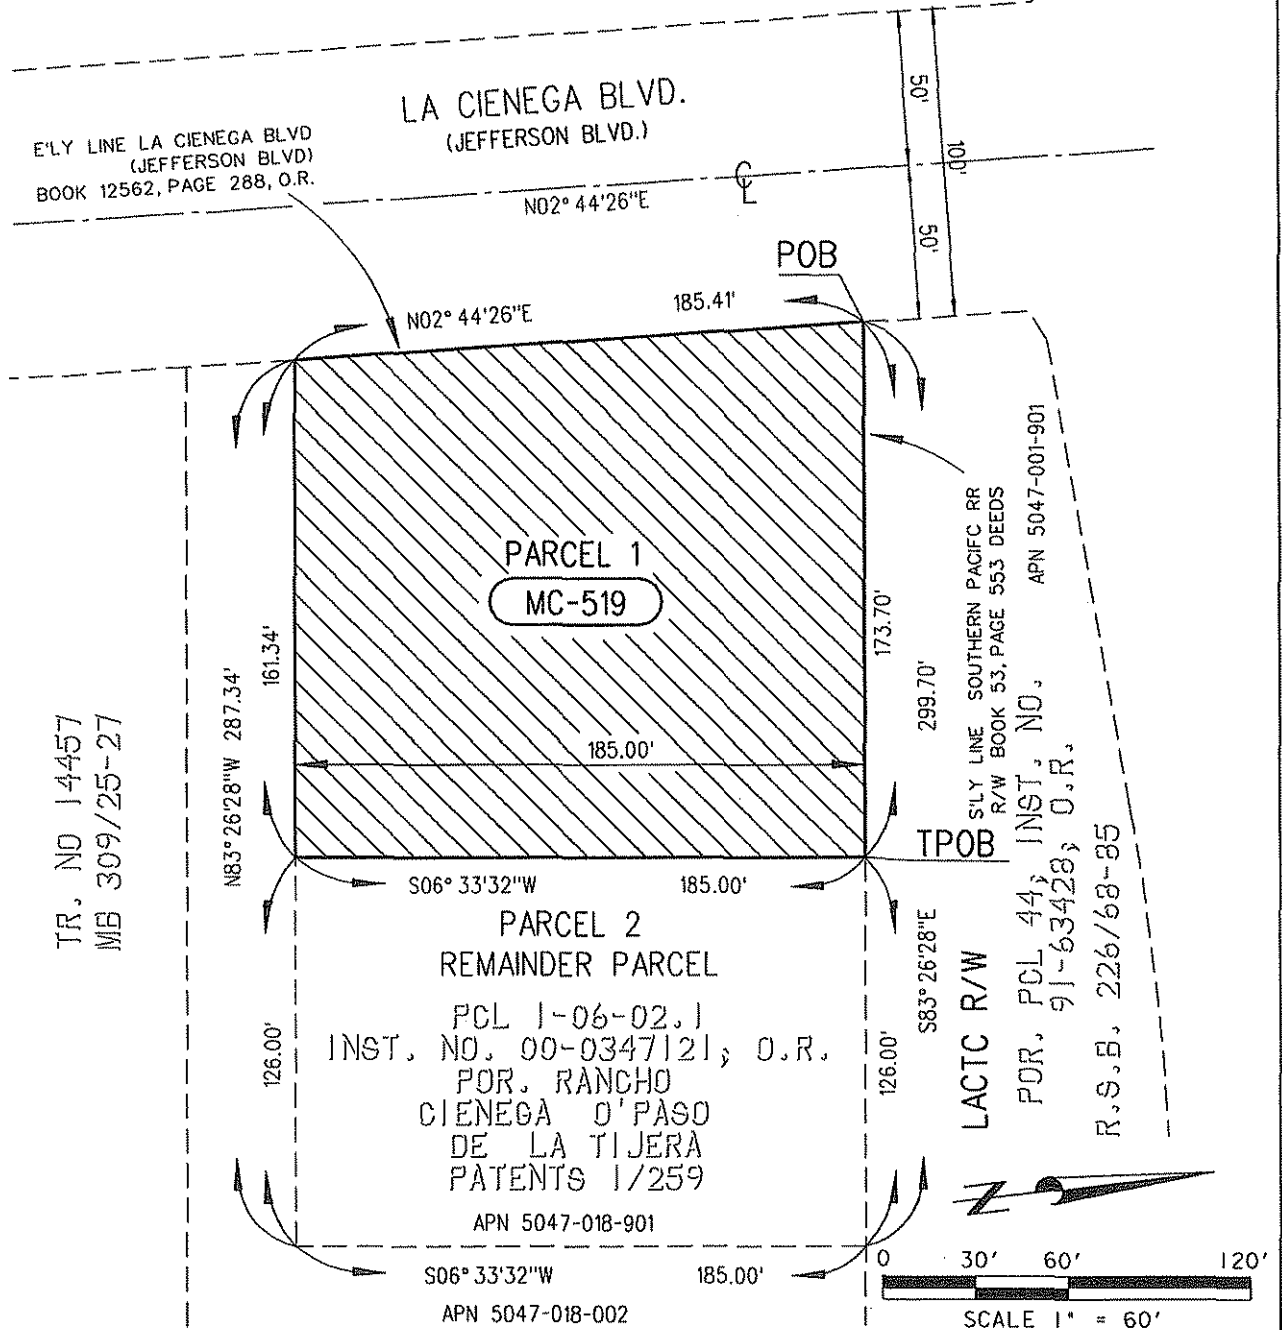 LA CIENEGA BLVD.
(JEFFERSON BLVD.)
E'LY LINE LA CIENEGA BLVD
(JEFFERSON BLVD)
BOOK 12562, PAGE 288, O.R.
N02° 44'26"E
CL
50'
100'
50'
POB
N02° 44'26"E
185.41'
PARCEL 1
MC-519
161.34'
N83° 26'28"W 287.34'
173.70'
299.70'
S'LY LINE SOUTHERN PACIFC RR
R/W BOOK 53, PAGE 553 DEEDS
APN 5047-001-901
185.00'
TR. NO 14457
MB 309/25-27
TPOB
S06° 33'32"W
185.00'
PARCEL 2
REMAINDER PARCEL
PCL 1-06-02.1
INST. NO. 00-0347121; O.R.
POR. RANCHO
CIENEGA O'PASO
DE LA TIJERA
PATENTS 1/259
APN 5047-018-901
126.00'
126.00'
S83° 26'28"E
LACTC R/W
POR. PCL 44; INST. NO.
91-63428; O.R.
R.S.B. 226/68-85
S06° 33'32"W
185.00'
APN 5047-018-002
N
0 30' 60' 120'
SCALE 1" = 60'